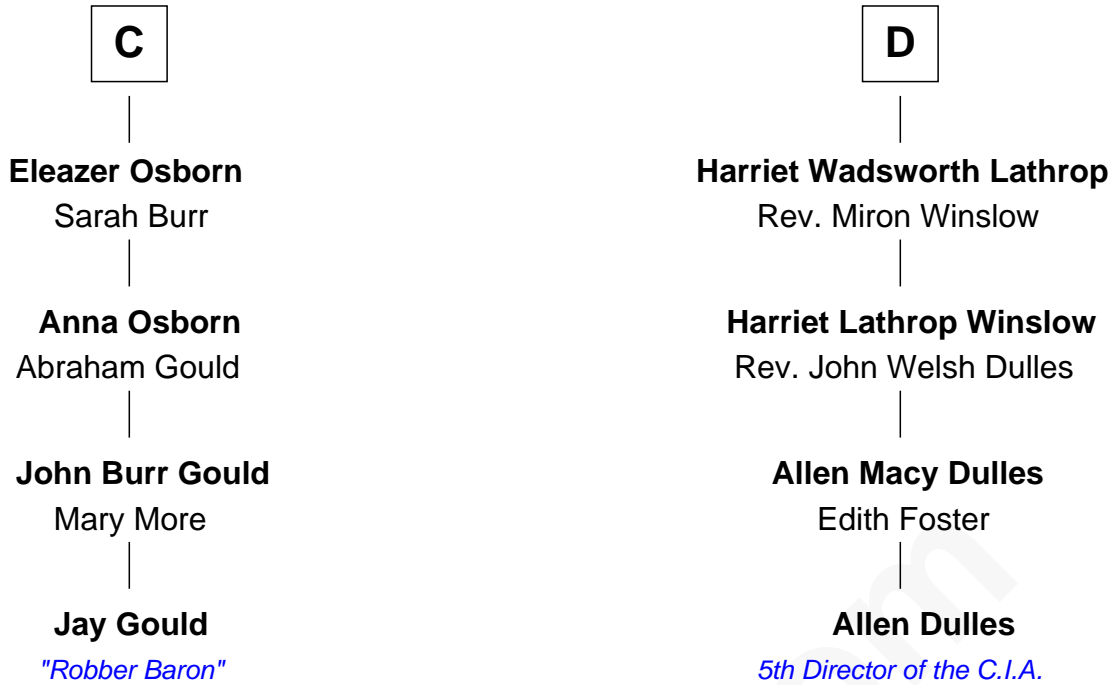 C
Eleazer Osborn
Sarah Burr
Anna Osborn
Abraham Gould
John Burr Gould
Mary More
Jay Gould
"Robber Baron"
D
Harriet Wadsworth Lathrop
Rev. Miron Winslow
Harriet Lathrop Winslow
Rev. John Welsh Dulles
Allen Macy Dulles
Edith Foster
Allen Dulles
5th Director of the C.I.A.